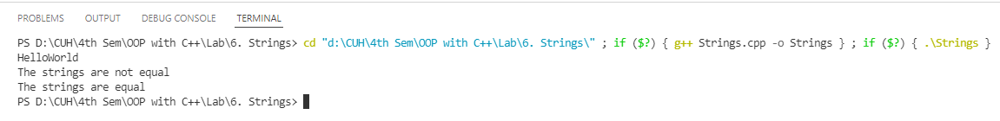 PROBLEMS OUTPUT DEBUG CONSOLE TERMINAL
PS D:\CUH\4th Sem\OOP with C++\Lab\6. Strings> cd "d:\CUH\4th Sem\OOP with C++\Lab\6. Strings\" ; if ($?) { g++ Strings.cpp -o Strings } ; if ($?) { .\Strings }
HelloWorld
The strings are not equal
The strings are equal
PS D:\CUH\4th Sem\OOP with C++\Lab\6. Strings>